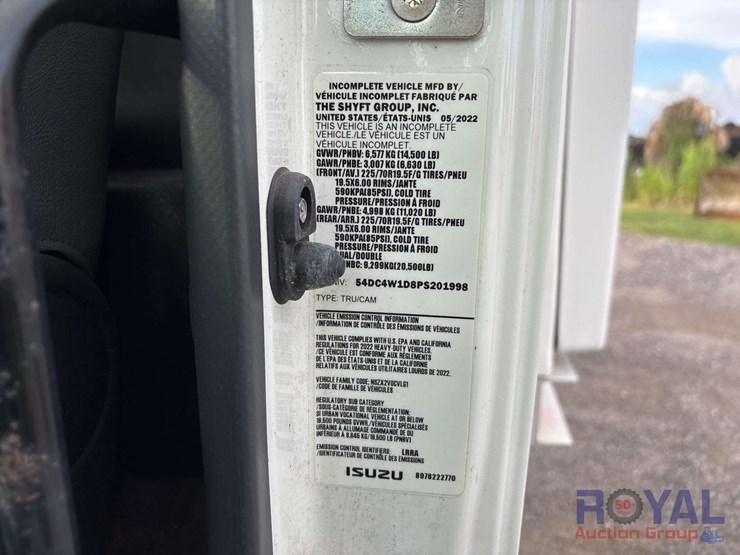 INCOMPLETE VEHICLE MFD BY/
VÉHICULE INCOMPLET FABRIQUÉ PAR
THE SHYFT GROUP, INC.
UNITED STATES/ÉTATS-UNIS 05/2022
THIS VEHICLE IS AN INCOMPLETE
VEHICLE./LE VÉHICULE EST UN
VÉHICULE INCOMPLET.
GVWR/PNBV: 6,577 KG (14,500 LB)
GAWR/PNBE: 3,007 KG (6,630 LB)
(FRONT/AV.) 225/70R19.5F/G TIRES/PNEU
19.5X6.00 RIMS/JANTE
590KPA(85PSI), COLD TIRE
PRESSURE/PRESSION A FROID
GAWR/PNBE: 4,998 KG (11,020 LB)
(REAR/ARR.) 225/70R19.5F/G TIRES/PNEU
19.5X6.00 RIMS/JANTE
590KPA(85PSI), COLD TIRE
PRESSURE/PRESSION A FROID
UAL/DOUBLE
NBC: 9,299KG(20,500LB)
IV: 54DC4W1D8PS201998
TYPE: TRU/CAM
VEHICLE EMISSION CONTROL INFORMATION
/INFORMATION DE CONTRÔLE DES ÉMISSIONS DE VÉHICULES
THIS VEHICLE COMPLIES WITH U.S. EPA AND CALIFORNIA
REGULATIONS FOR 2022 HEAVY-DUTY VEHICLES.
/CE VÉHICULE EST CONFORME AUX RÈGLEMENTS
DE L'EPA DES ÉTATS-UNIS ET DE LA CALIFORNIE
RELATIFS AUX VÉHICULES UTILITAIRES LOURDS DE 2022.
VEHICLE FAMILY CODE: NSZX2VOCVLG1
/CODE DE FAMILLE DE VÉHICULES
REGULATORY SUB CATEGORY
/SOUS-CATÉGORIE DE RÈGLEMENTATION:
SI URBAN VOCATIONAL VEHICLE AT OR BELOW
19,500 POUNDS GVWR/VÉHICULES SPÉCIALISÉS
URBAINS À ALLUMAGE COMMANDÉ DE OU
INFÉRIEUR À 8,845 KG/19,500 LB (PNBV)
EMISSION CONTROL IDENTIFIERS: LRRA
/IDENTIFICATEUR DE CONTRÔLE DES ÉMISSIONS
ISUZU 8978222770
50+
ROYAL
Auction Group